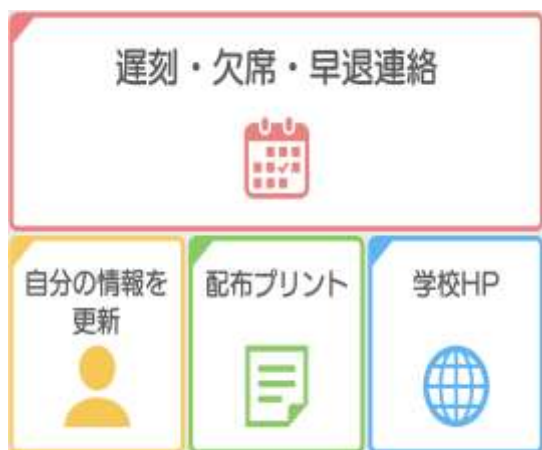 遅刻・欠席・早退連絡
自分の情報を
更新
配布プリント
学校HP